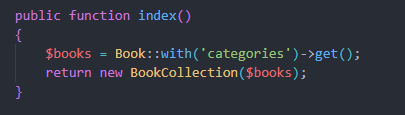 public function index()
{
    $books = Book::with('categories')->get();
    return new BookCollection($books);
}